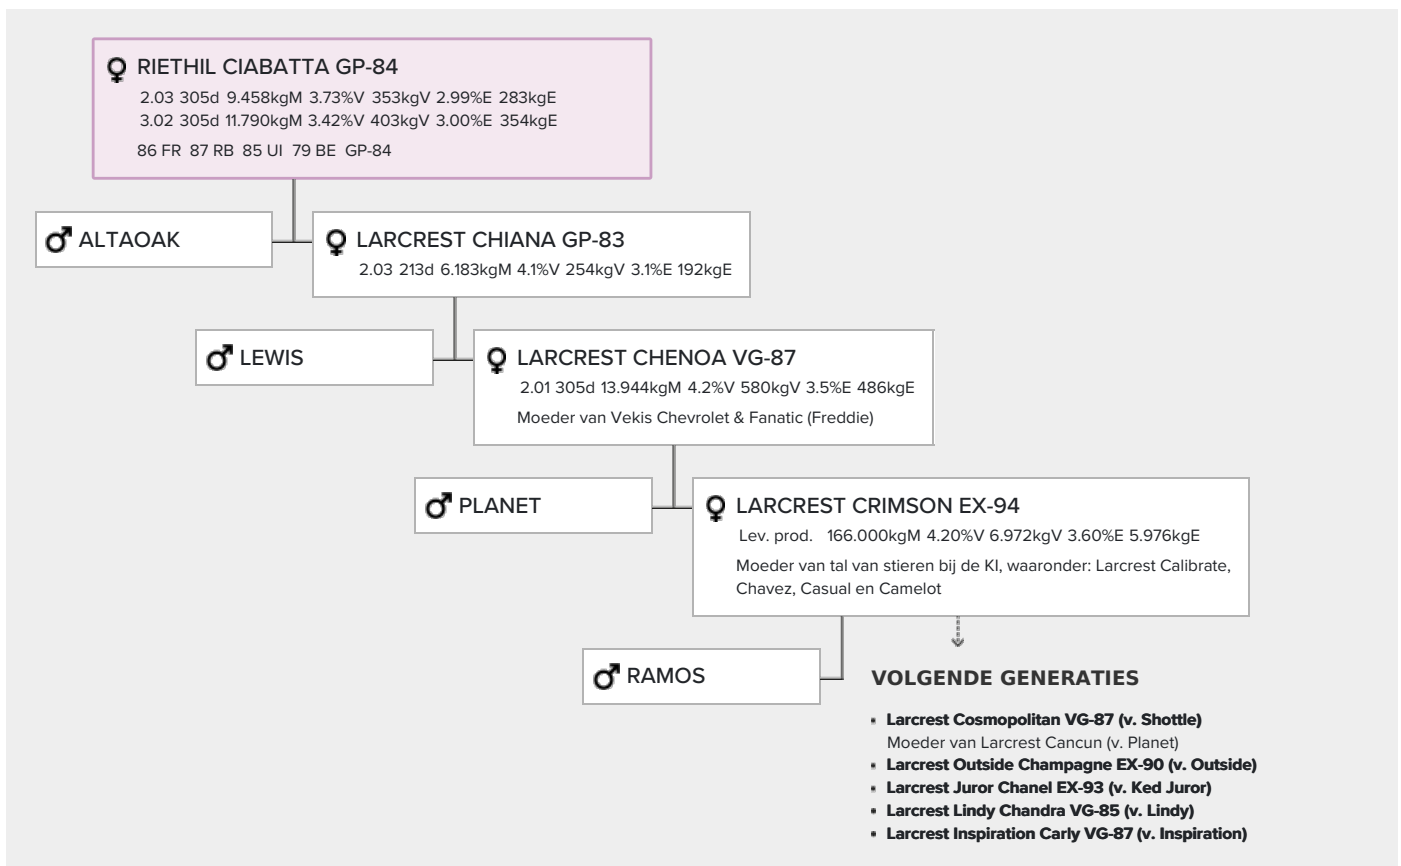 RIETHIL CIABATTA GP-84
2.03 305d 9.458kgM 3.73%V 353kgV 2.99%E 283kgE
3.02 305d 11.790kgM 3.42%V 403kgV 3.00%E 354kgE
86 FR 87 RB 85 UI 79 BE GP-84
ALTAOAK
LARCREST CHIANA GP-83
2.03 213d 6.183kgM 4.1%V 254kgV 3.1%E 192kgE
LEWIS
LARCREST CHENOA VG-87
2.01 305d 13.944kgM 4.2%V 580kgV 3.5%E 486kgE
Moeder van Vekis Chevrolet & Fanatic (Freddie)
PLANET
LARCREST CRIMSON EX-94
Lev. prod. 166.000kgM 4.20%V 6.972kgV 3.60%E 5.976kgE
Moeder van tal van stieren bij de KI, waaronder: Larcrest Calibrate,
Chavez, Casual en Camelot
RAMOS
VOLGENDE GENERATIES
Larcrest Cosmopolitan VG-87 (v. Shottle)
Moeder van Larcrest Cancun (v. Planet)
Larcrest Outside Champagne EX-90 (v. Outside)
Larcrest Juror Chanel EX-93 (v. Ked Juror)
Larcrest Lindy Chandra VG-85 (v. Lindy)
Larcrest Inspiration Carly VG-87 (v. Inspiration)